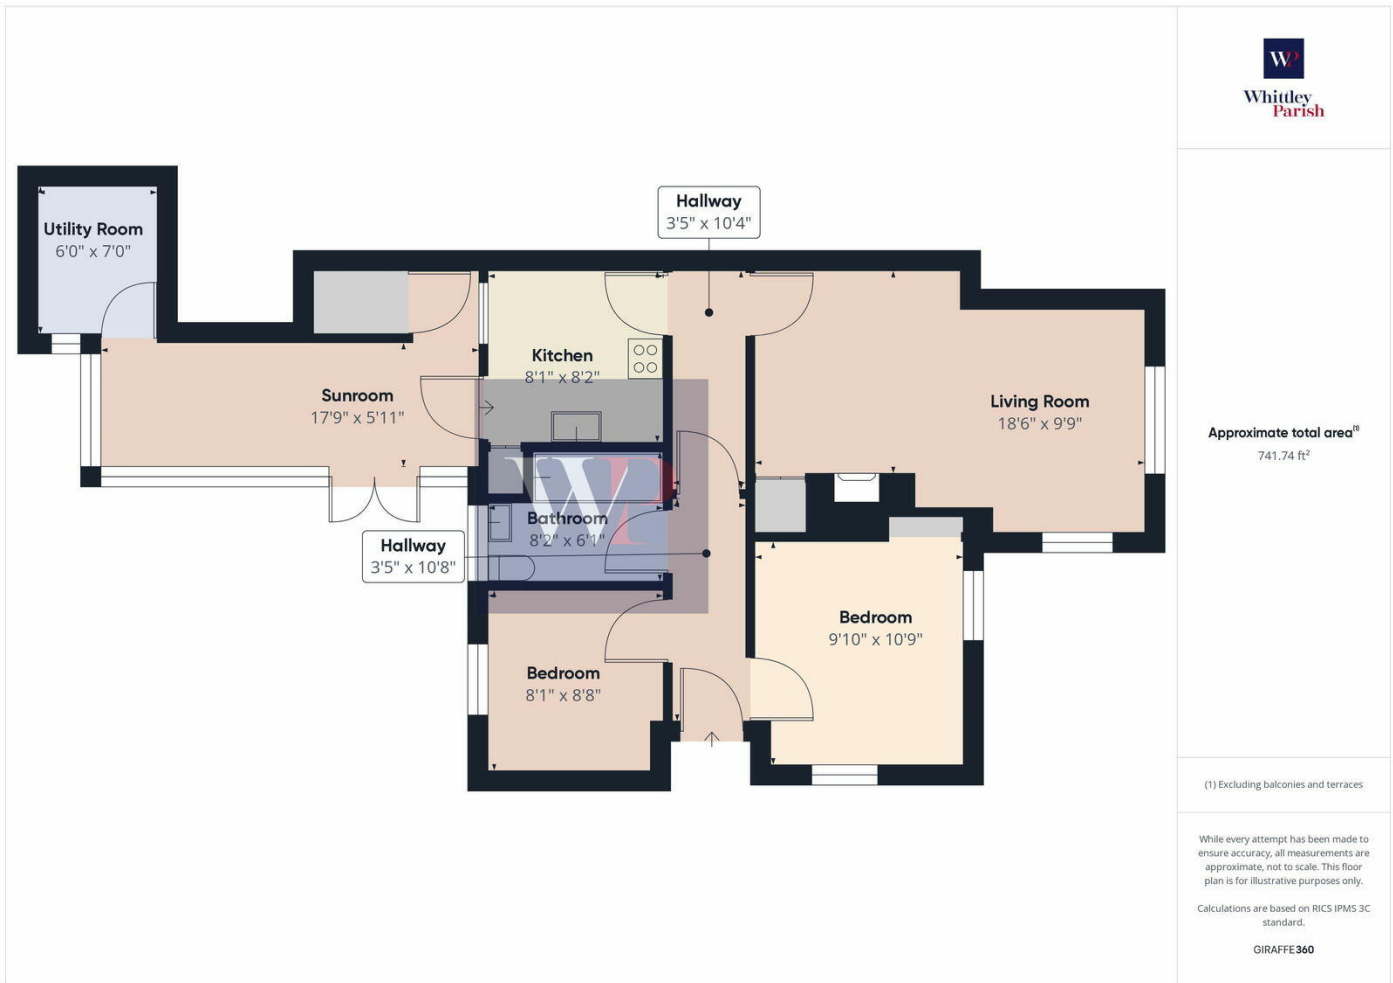 WP
Whittley
Parish
Hallway
3'5" x 10'4"
Utility Room
6'0" x 7'0"
Kitchen
8'1" x 8'2"
Sunroom
17'9" x 5'11"
Living Room
18'6" x 9'9"
WP
Bathroom
8'2" x 6'1"
Hallway
3'5" x 10'8"
Bedroom
9'10" x 10'9"
Bedroom
8'1" x 8'8"
Approximate total area(1)
741.74 ft²
(1) Excluding balconies and terraces
While every attempt has been made to
ensure accuracy, all measurements are
approximate, not to scale. This floor
plan is for illustrative purposes only.
Calculations are based on RICS IPMS 3C
standard.
GIRAFFE360